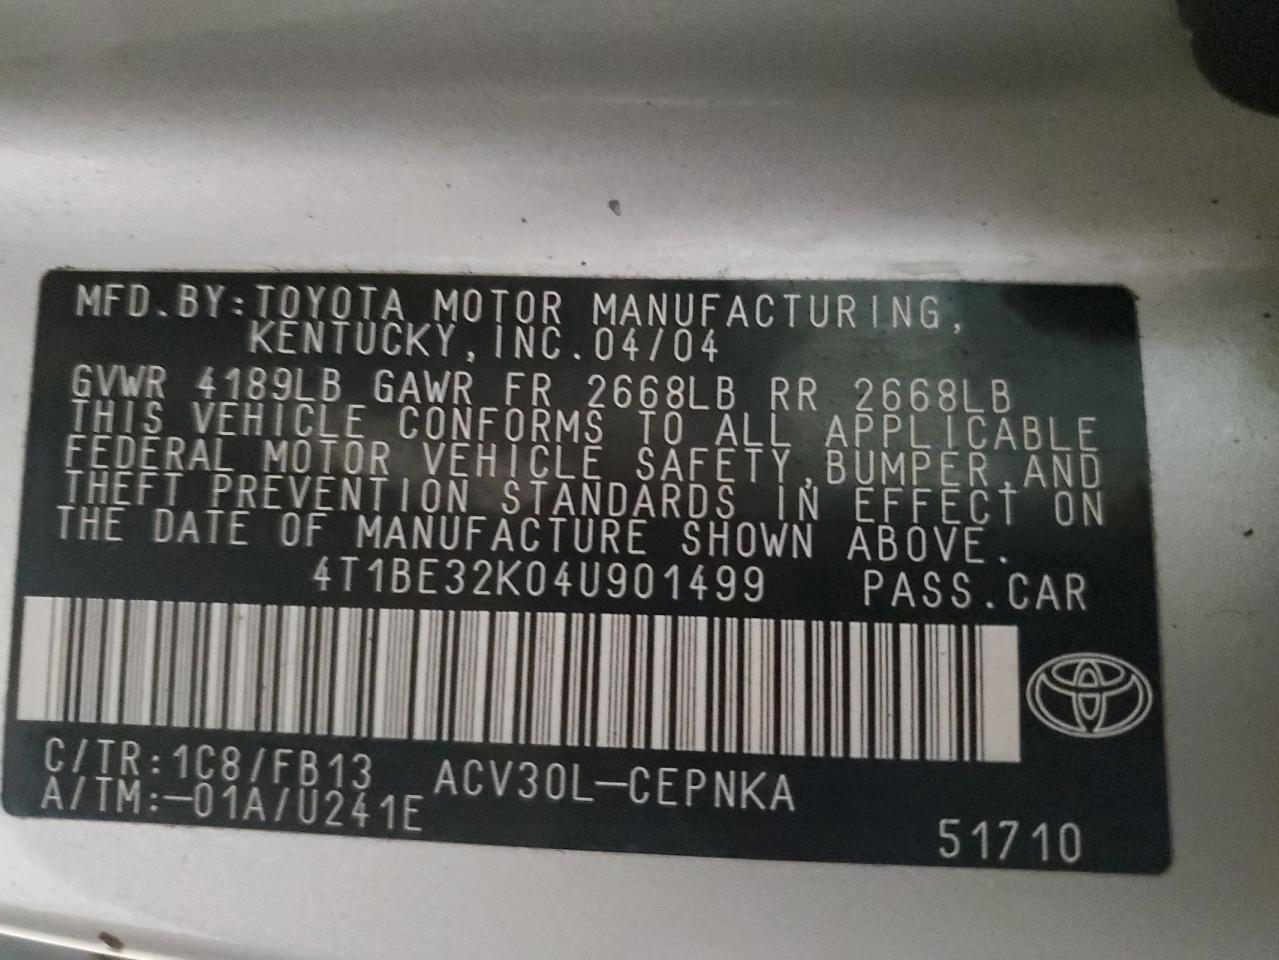 MFD.BY:TOYOTA MOTOR MANUFACTURING,
KENTUCKY, INC.04/04
GVWR 4189LB GAWR FR 2668LB RR 2668LB
THIS VEHICLE CONFORMS TO ALL APPLICABLE
FEDERAL MOTOR VEHICLE SAFETY,BUMPER,AND
THEFT PREVENTION STANDARDS IN EFFECT ON
THE DATE OF MANUFACTURE SHOWN ABOVE.
4T1BE32K04U901499 PASS.CAR
C/TR:1C8/FB13 ACV30L-CEPNKA
A/TM:-01A/U241E
51710